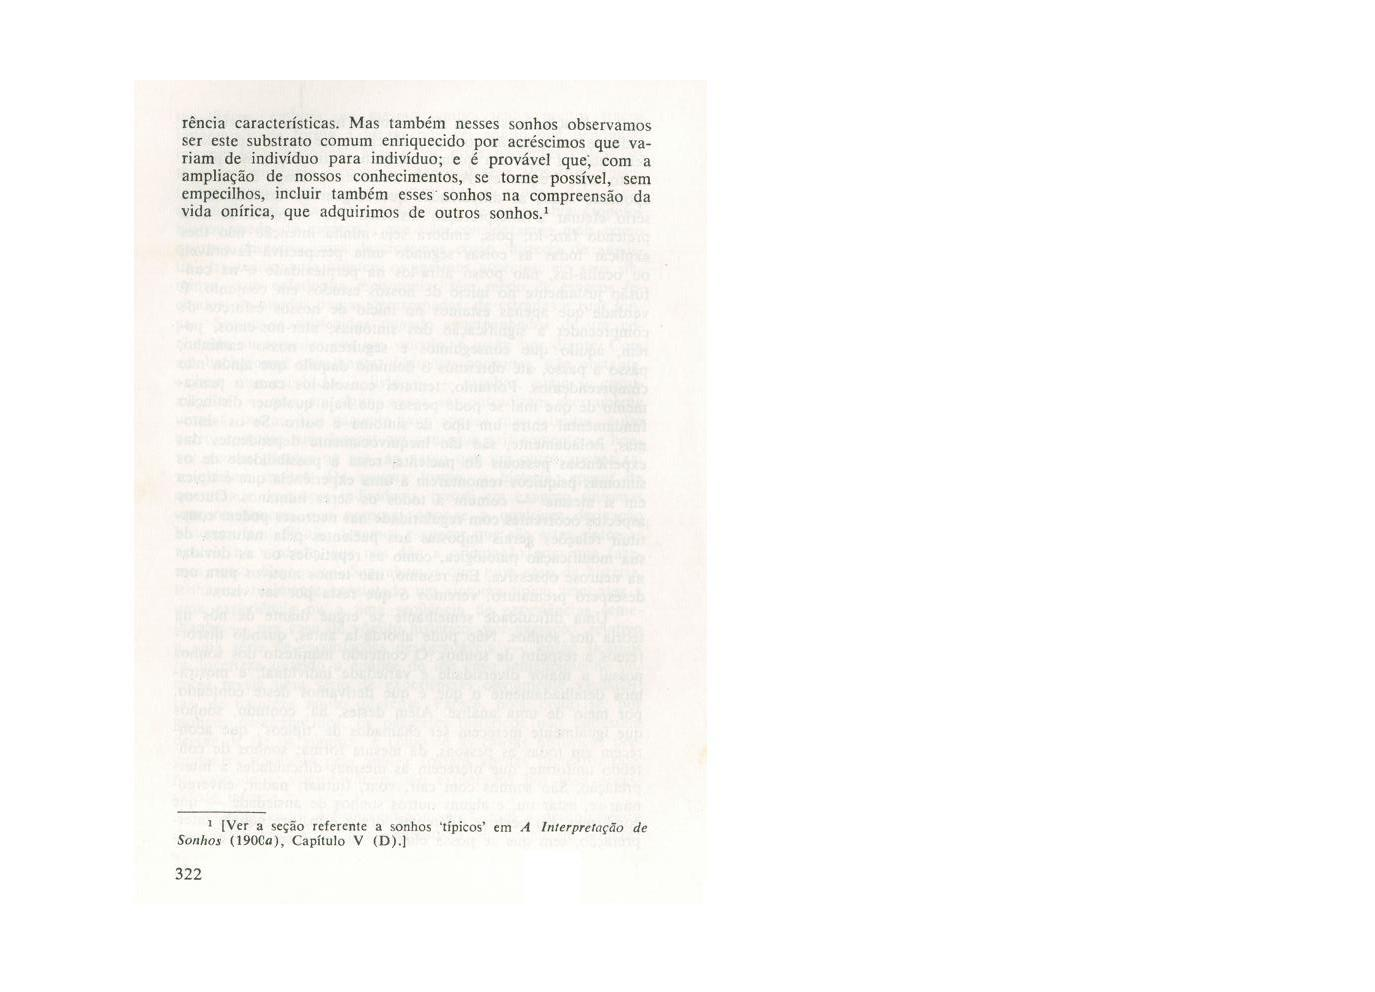 rência características. Mas também nesses sonhos observamos
ser este substrato comum enriquecido por acréscimos que va-
riam de indivíduo para indivíduo; e é provável que, com a
ampliação de nossos conhecimentos, se torne possível, sem
empecilhos, incluir também esses sonhos na compreensão da
vida onírica, que adquirimos de outros sonhos.¹
¹ [Ver a seção referente a sonhos ‘típicos’ em A Interpretação de
Sonhos (1900a), Capítulo V (D).]
322